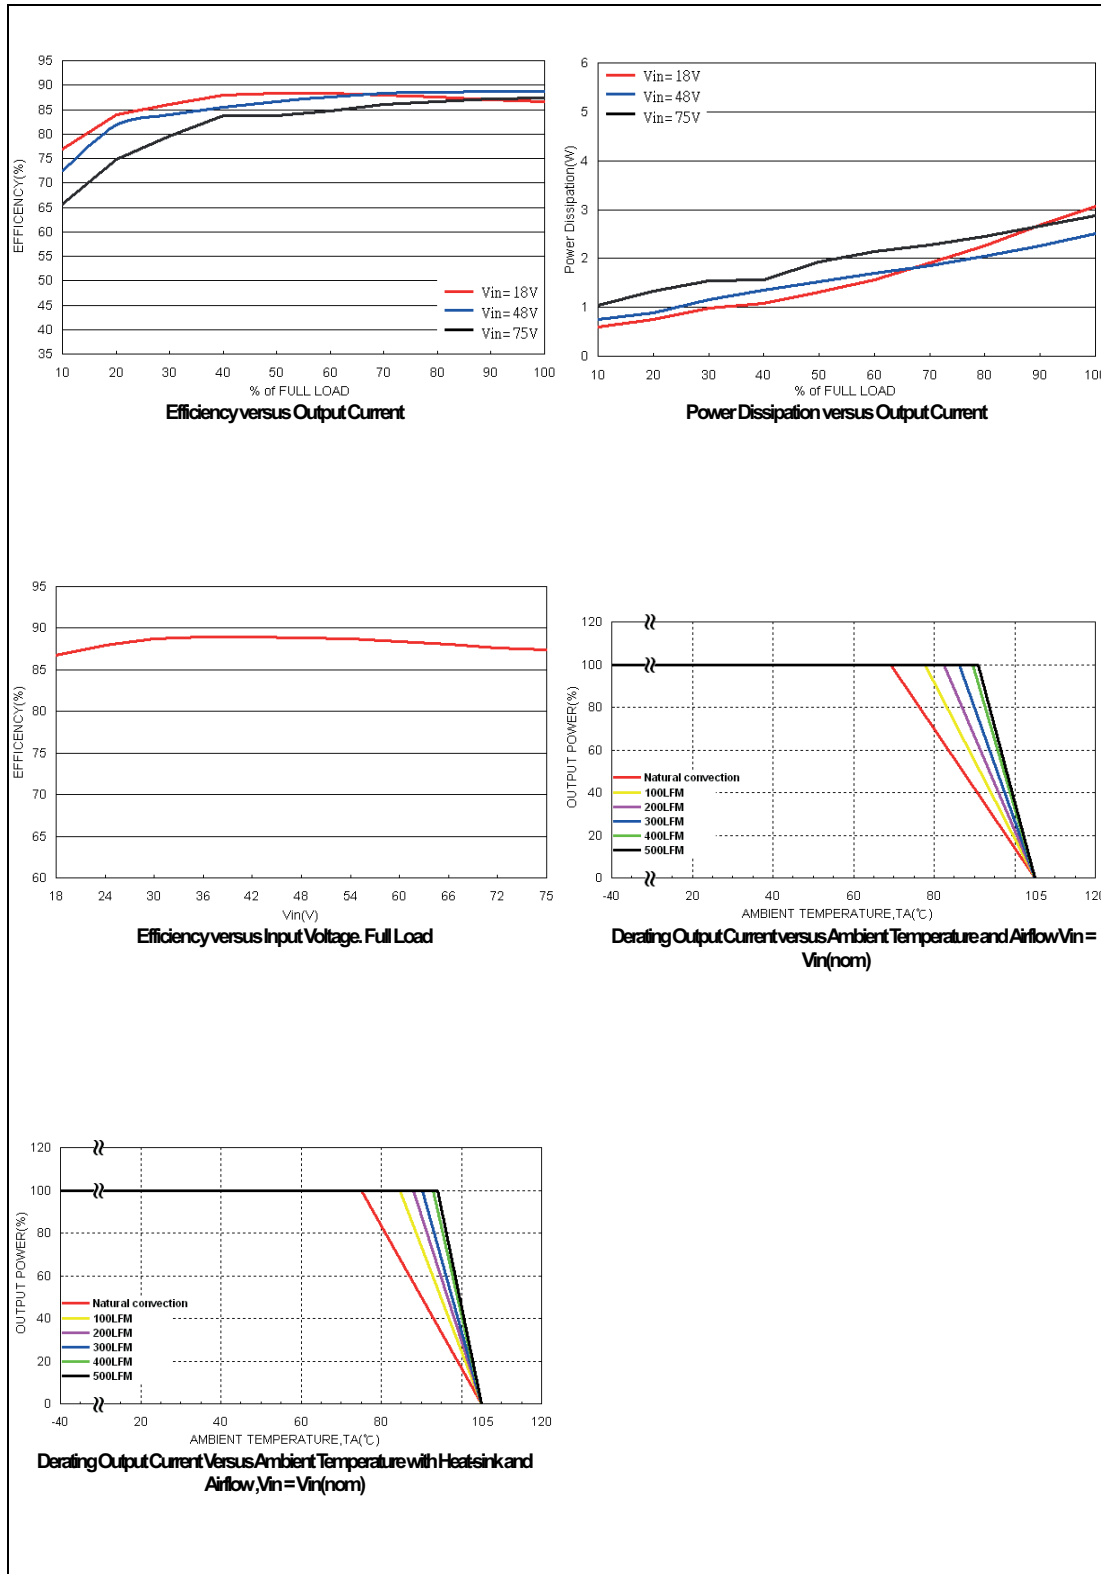 95
90
85
80
75
70
65
60
55
50
45
40
35
EFFICENCY(%)
Vin= 18V
Vin= 48V
Vin= 75V
10 20 30 40 50 60 70 80 90 100
% of FULL LOAD
Efficiency versus Output Current
6
5
4
3
2
1
0
Power Dissipation(W)
Vin= 18V
Vin= 48V
Vin= 75V
10 20 30 40 50 60 70 80 90 100
% of FULL LOAD
Power Dissipation versus Output Current
95
90
85
80
75
70
65
60
EFFICENCY(%)
18 24 30 36 42 48 54 60 66 72 75
Vin(V)
Efficiency versus Input Voltage. Full Load
120
100
80
60
40
20
0
OUTPUT POWER(%)
Natural convection
100LFM
200LFM
300LFM
400LFM
500LFM
-40 20 40 60 80 105 120
AMBIENT TEMPERATURE,TA(℃)
Derating Output Current versus Ambient Temperature and Airflow Vin =
Vin(nom)
120
100
80
60
40
20
0
OUTPUT POWER(%)
Natural convection
100LFM
200LFM
300LFM
400LFM
500LFM
-40 20 40 60 80 105 120
AMBIENT TEMPERATURE,TA(℃)
Derating Output Current Versus Ambient Temperature with Heat-sink and
Airflow, Vin = Vin(nom)